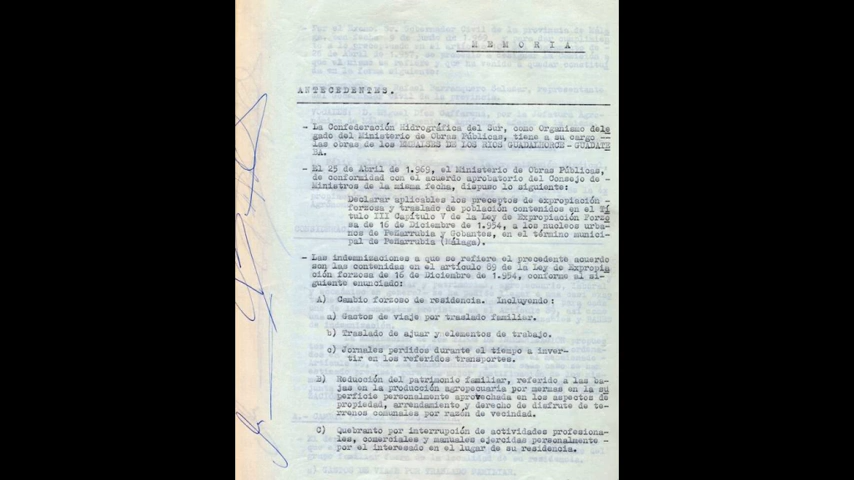 M E M O R I A
ANTECEDENTES.
- La Confederación Hidrográfica del Sur, como Organismo dele
gado del Ministerio de Obras Públicas, tiene a su cargo -
las obras de los EMBALSES DE LOS RIOS GUADALHORCE - GUADATE
BA.
- El 25 de Abril de 1.969, el Ministerio de Obras Públicas,
de conformidad con el acuerdo aprobatorio del Consejo de -
Ministros de la misma fecha, dispuso lo siguiente:
Declarar aplicables los preceptos de expropiación -
forzosa y traslado de población contenidos en el Tí
tulo III Capítulo V de la Ley de Expropiación Forzo
sa de 16 de Diciembre de 1.954, a los núcleos urba-
nos de Peñarrubia y Gobantes, en el término munici-
pal de Peñarrubia (Málaga).
- Las indemnizaciones a que se refiere el precedente acuerdo
son las contenidas en el artículo 89 de la Ley de Expropia
ción forzosa de 16 de Diciembre de 1.954, conforme al si-
guiente enunciado:
A) Cambio forzoso de residencia. Incluyendo:
a) Gastos de viaje por traslado familiar.
b) Traslado de ajuar y elementos de trabajo.
c) Jornales perdidos durante el tiempo a inver-
tir en los referidos transportes.
B) Reducción del patrimonio familiar, referido a las ba-
jas en la producción agropecuaria por mermas en la su
perficie personalmente aprovechada en los aspectos de
propiedad, arrendamiento y derecho de disfrute de te-
rrenos comunales por razón de vecindad.
C) Quebranto por interrupción de actividades profesiona-
les, comerciales y manuales ejercidas personalmente -
por el interesado en el lugar de su residencia.